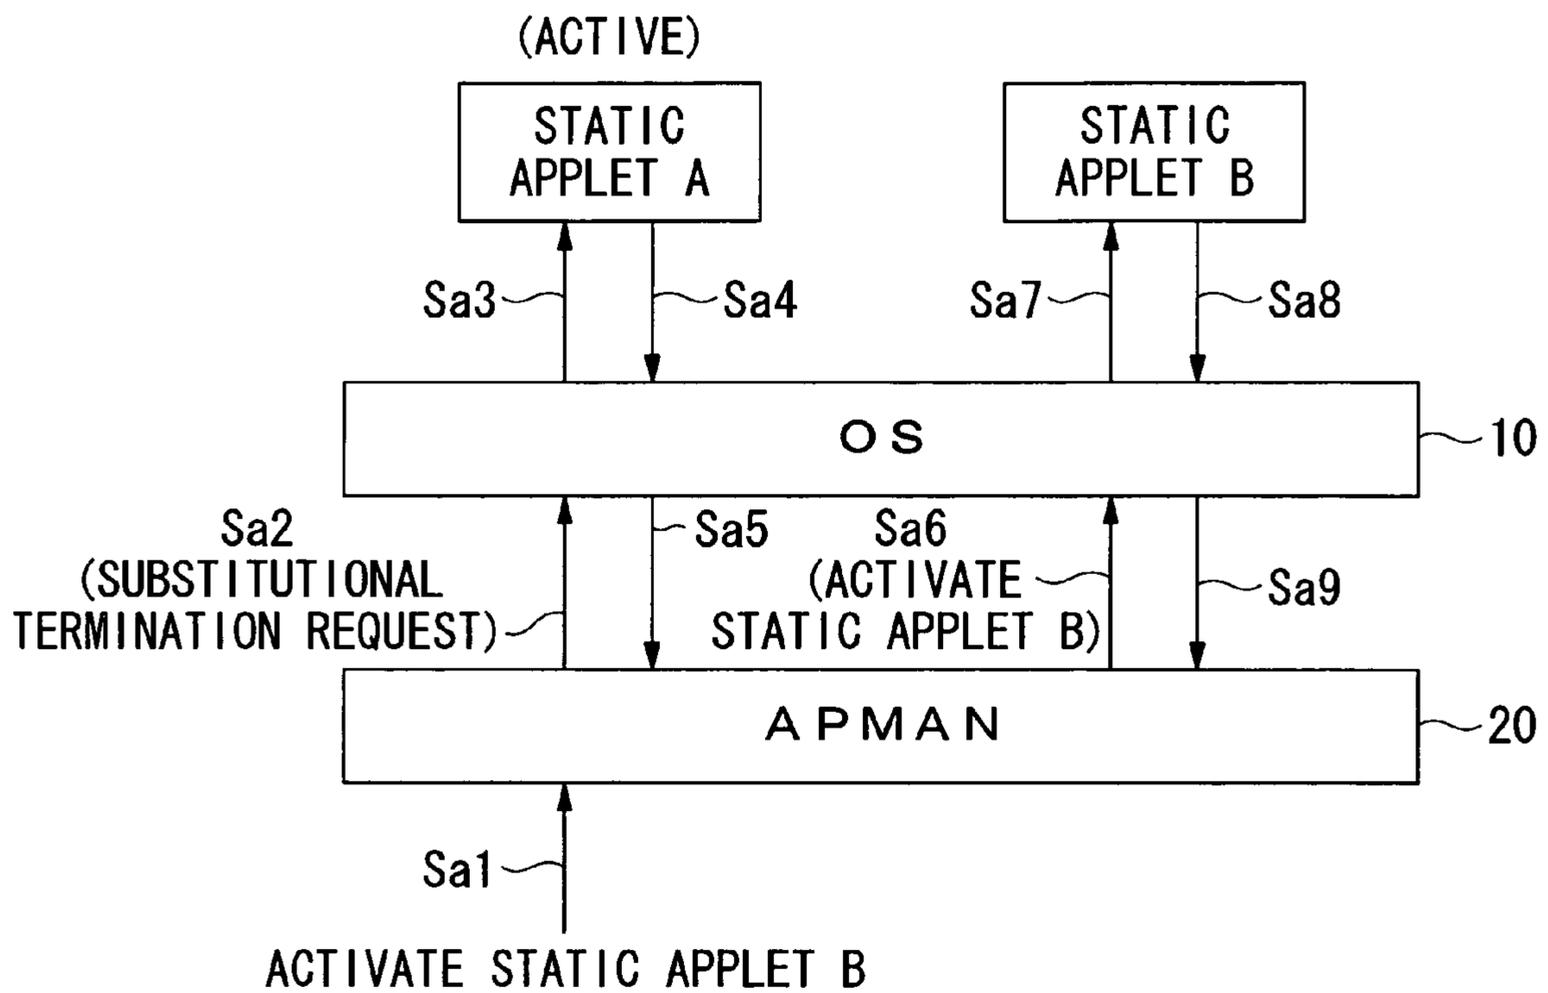 (ACTIVE)
STATIC
APPLET A
STATIC
APPLET B
Sa3
Sa4
Sa7
Sa8
OS
10
Sa2
(SUBSTITUTIONAL
TERMINATION REQUEST)
Sa5
Sa6
(ACTIVATE
STATIC APPLET B)
Sa9
APMAN
20
Sa1
ACTIVATE STATIC APPLET B